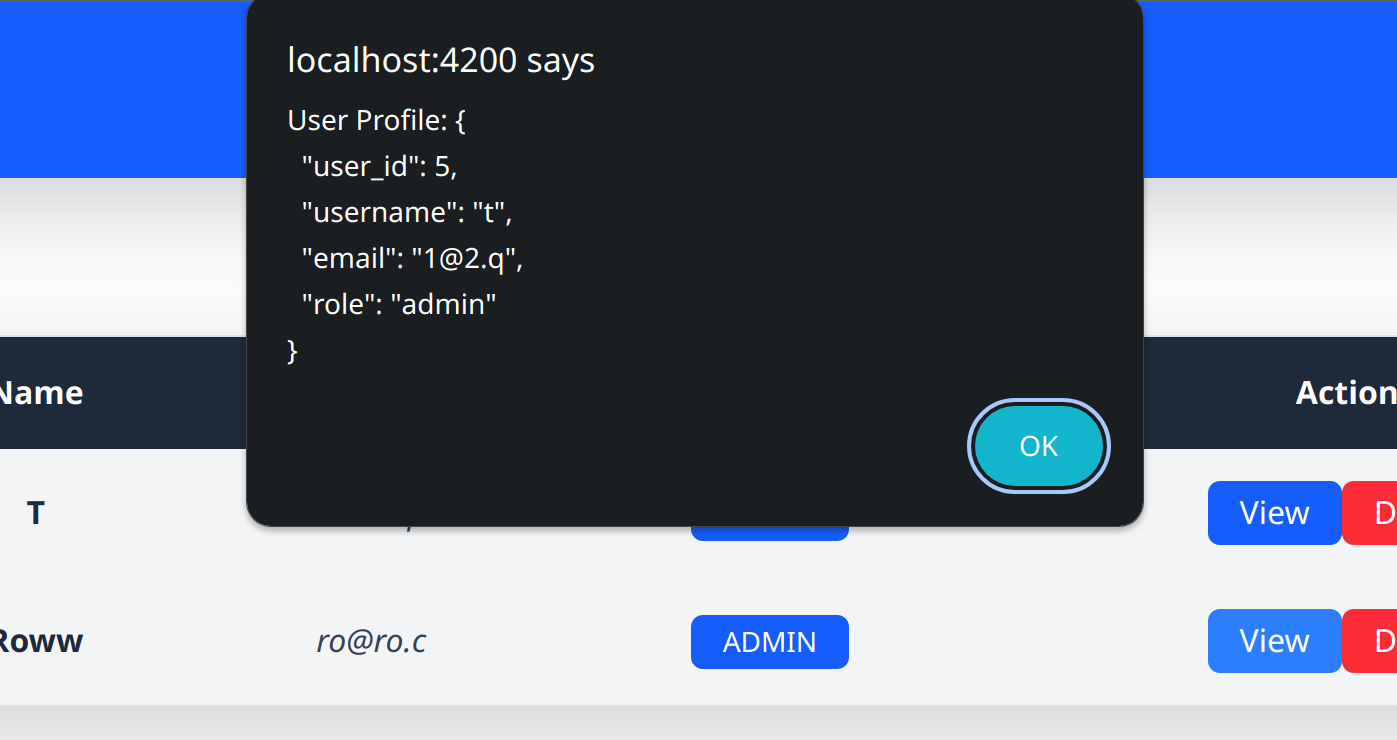 localhost:4200 says
User Profile: {
  "user_id": 5,
  "username": "t",
  "email": "1@2.q",
  "role": "admin"
}
OK
Name
Action
T
View
D
Roww
ro@ro.c
ADMIN
View
D